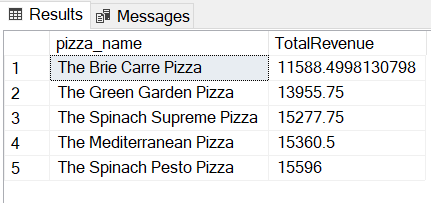 Results Messages
pizza_name TotalRevenue
1 The Brie Carre Pizza 11588.4998130798
2 The Green Garden Pizza 13955.75
3 The Spinach Supreme Pizza 15277.75
4 The Mediterranean Pizza 15360.5
5 The Spinach Pesto Pizza 15596